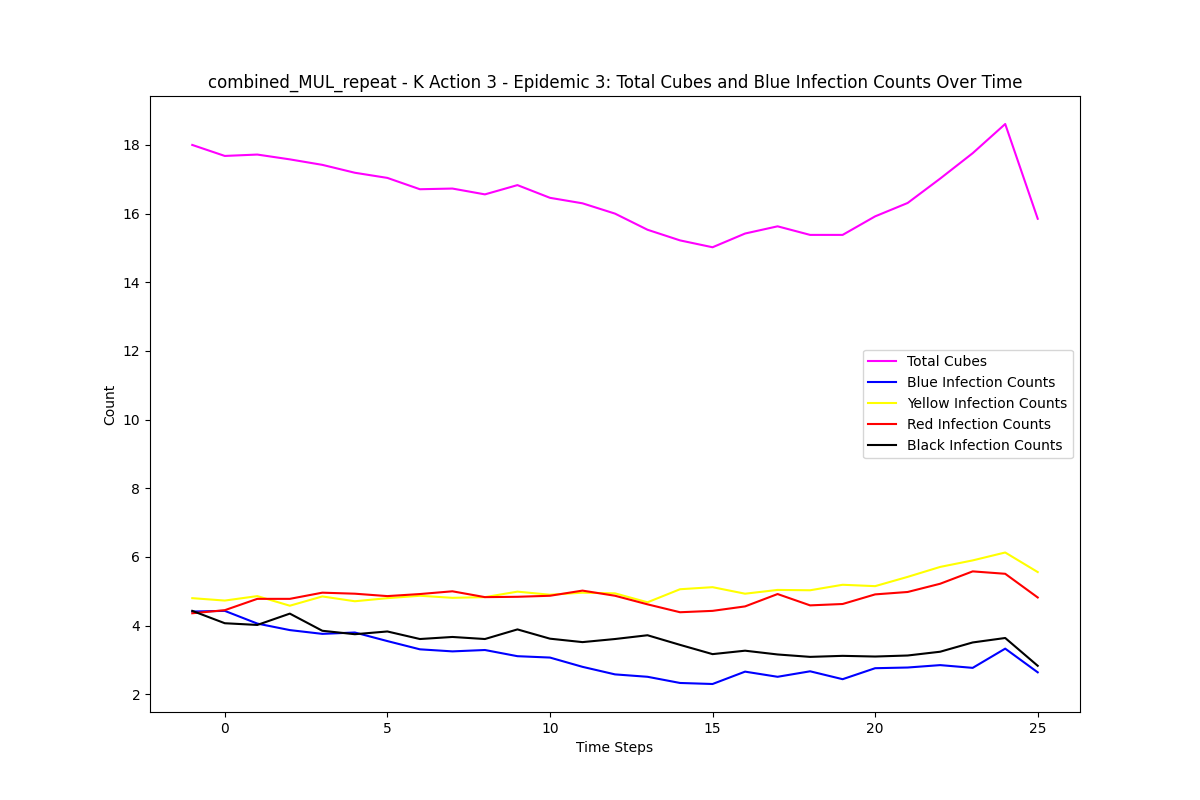 combined_MUL_repeat - K Action 3 - Epidemic 3: Total Cubes and Blue Infection Counts Over Time
18
16
14
12
10
8
6
4
2
Count
Total Cubes
Blue Infection Counts
Yellow Infection Counts
Red Infection Counts
Black Infection Counts
0 5 10 15 20 25
Time Steps